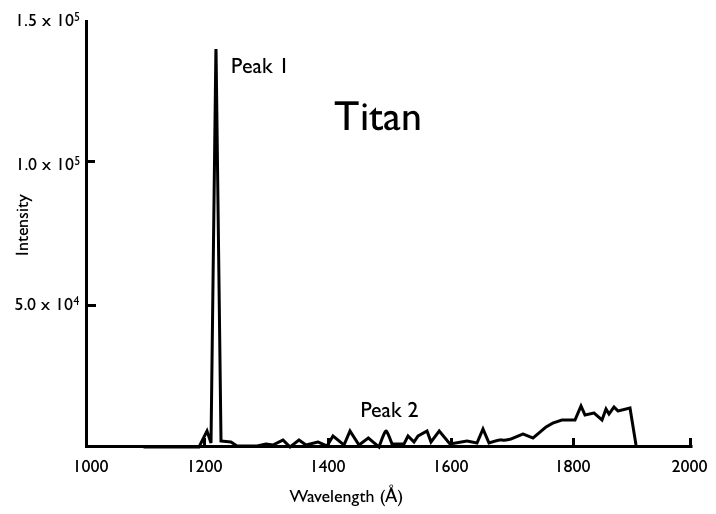 1.5 x 10⁵
Peak 1
Titan
1.0 x 10⁵
Intensity
5.0 x 10⁴
Peak 2
1000 1200 1400 1600 1800 2000
Wavelength (Å)